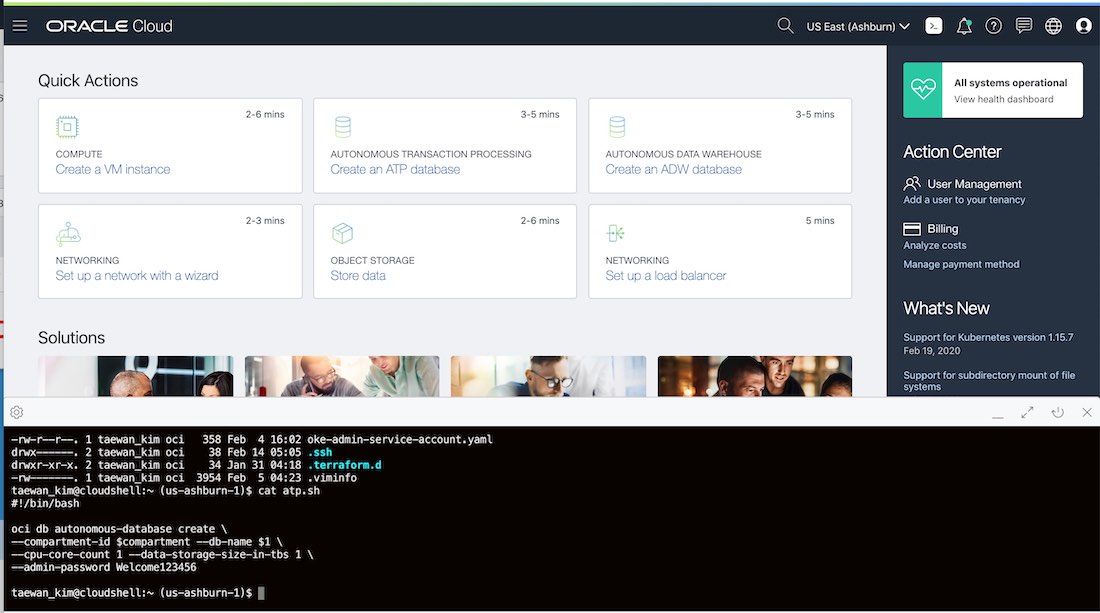 ORACLE Cloud
US East (Ashburn)
Quick Actions
2-6 mins
COMPUTE
Create a VM instance
3-5 mins
AUTONOMOUS TRANSACTION PROCESSING
Create an ATP database
3-5 mins
AUTONOMOUS DATA WAREHOUSE
Create an ADW database
2-3 mins
NETWORKING
Set up a network with a wizard
2-6 mins
OBJECT STORAGE
Store data
5 mins
NETWORKING
Set up a load balancer
Solutions
All systems operational
View health dashboard
Action Center
User Management
Add a user to your tenancy
Billing
Analyze costs
Manage payment method
What's New
Support for Kubernetes version 1.15.7
Feb 19, 2020
Support for subdirectory mount of file
systems
-rw-r--r--. 1 taewan_kim oci 358 Feb 4 16:02 oke-admin-service-account.yaml
drwx------. 2 taewan_kim oci 38 Feb 14 05:05 .ssh
drwxr-xr-x. 2 taewan_kim oci 34 Jan 31 04:18 .terraform.d
-rw-------. 1 taewan_kim oci 3954 Feb 5 04:23 .viminfo
taewan_kim@cloudshell:~ (us-ashburn-1)$ cat atp.sh
#!/bin/bash
oci db autonomous-database create \
--compartment-id $compartment --db-name $1 \
--cpu-core-count 1 --data-storage-size-in-tbs 1 \
--admin-password Welcome123456
taewan_kim@cloudshell:~ (us-ashburn-1)$